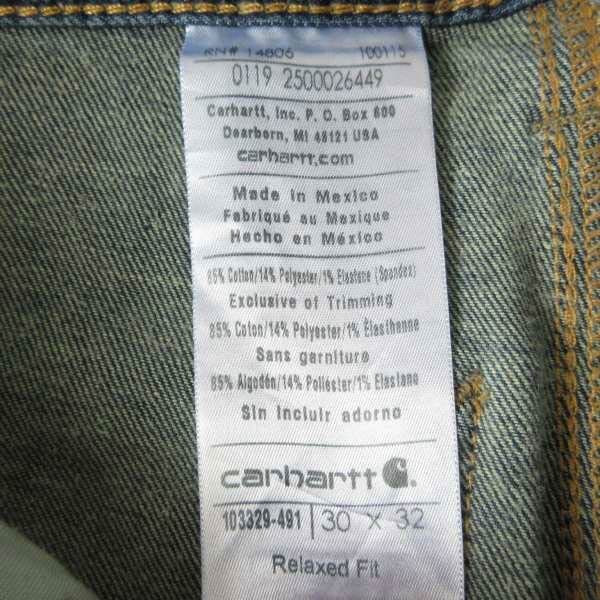 RN# 14806 100115
0119 2500026449
Carhartt, Inc. P. O. Box 600
Dearborn, MI 48121 USA
carhartt.com
Made in Mexico
Fabriqué au Mexique
Hecho en México
85% Cotton/14% Polyester/1% Elastane (Spandex)
Exclusive of Trimming
85% Coton/14% Polyester/1% Élasthanne
Sans garniture
85% Algodón/14% Poliéster/1% Elastano
Sin incluir adorno
carhartt
103329-491 | 30 X 32
Relaxed Fit